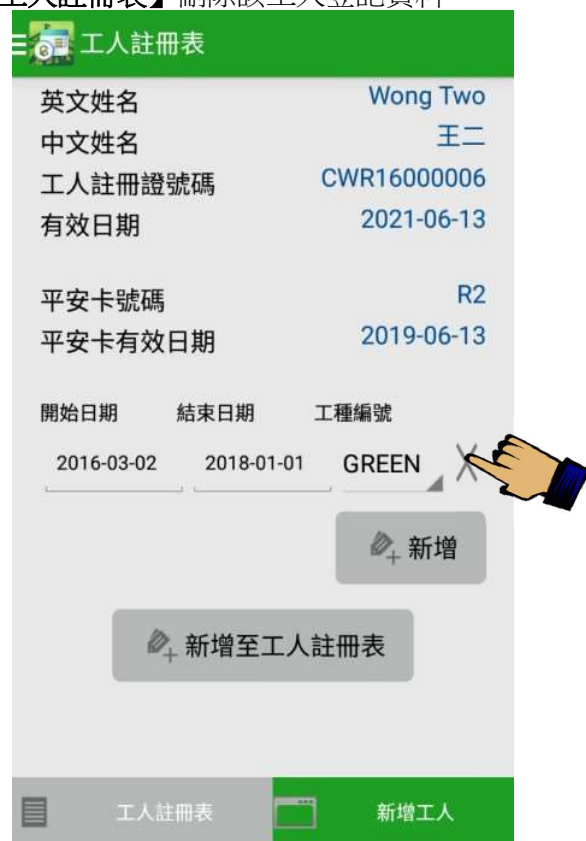 工人註冊表】刪除該工人登記資料
工人註冊表
英文姓名 Wong Two
中文姓名 王二
工人註冊證號碼 CWR16000006
有效日期 2021-06-13
平安卡號碼 R2
平安卡有效日期 2019-06-13
開始日期 結束日期 工種編號
2016-03-02 2018-01-01 GREEN
新增
新增至工人註冊表
工人註冊表 新增工人